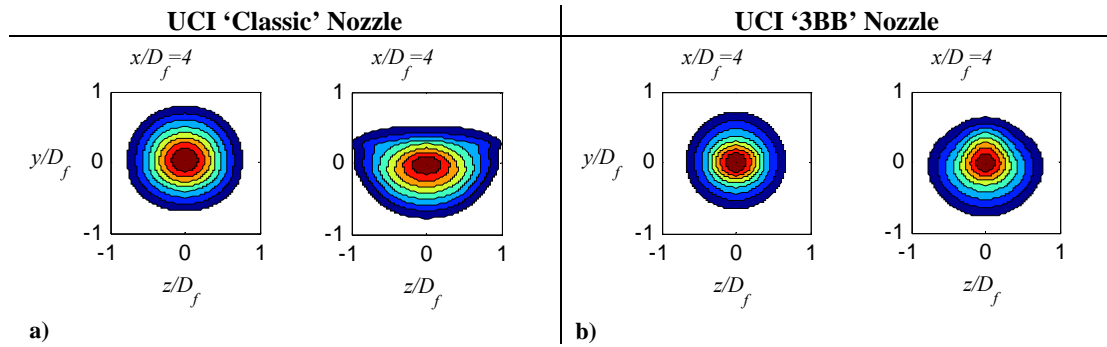 UCI ‘Classic’ Nozzle
UCI ‘3BB’ Nozzle
x/D_f=4
x/D_f=4
x/D_f=4
x/D_f=4
1
1
1
1
y/D_f
0
0
y/D_f
0
0
-1
-1
-1
-1
-1 0 1
-1 0 1
-1 0 1
-1 0 1
z/D_f
z/D_f
z/D_f
z/D_f
a)
b)